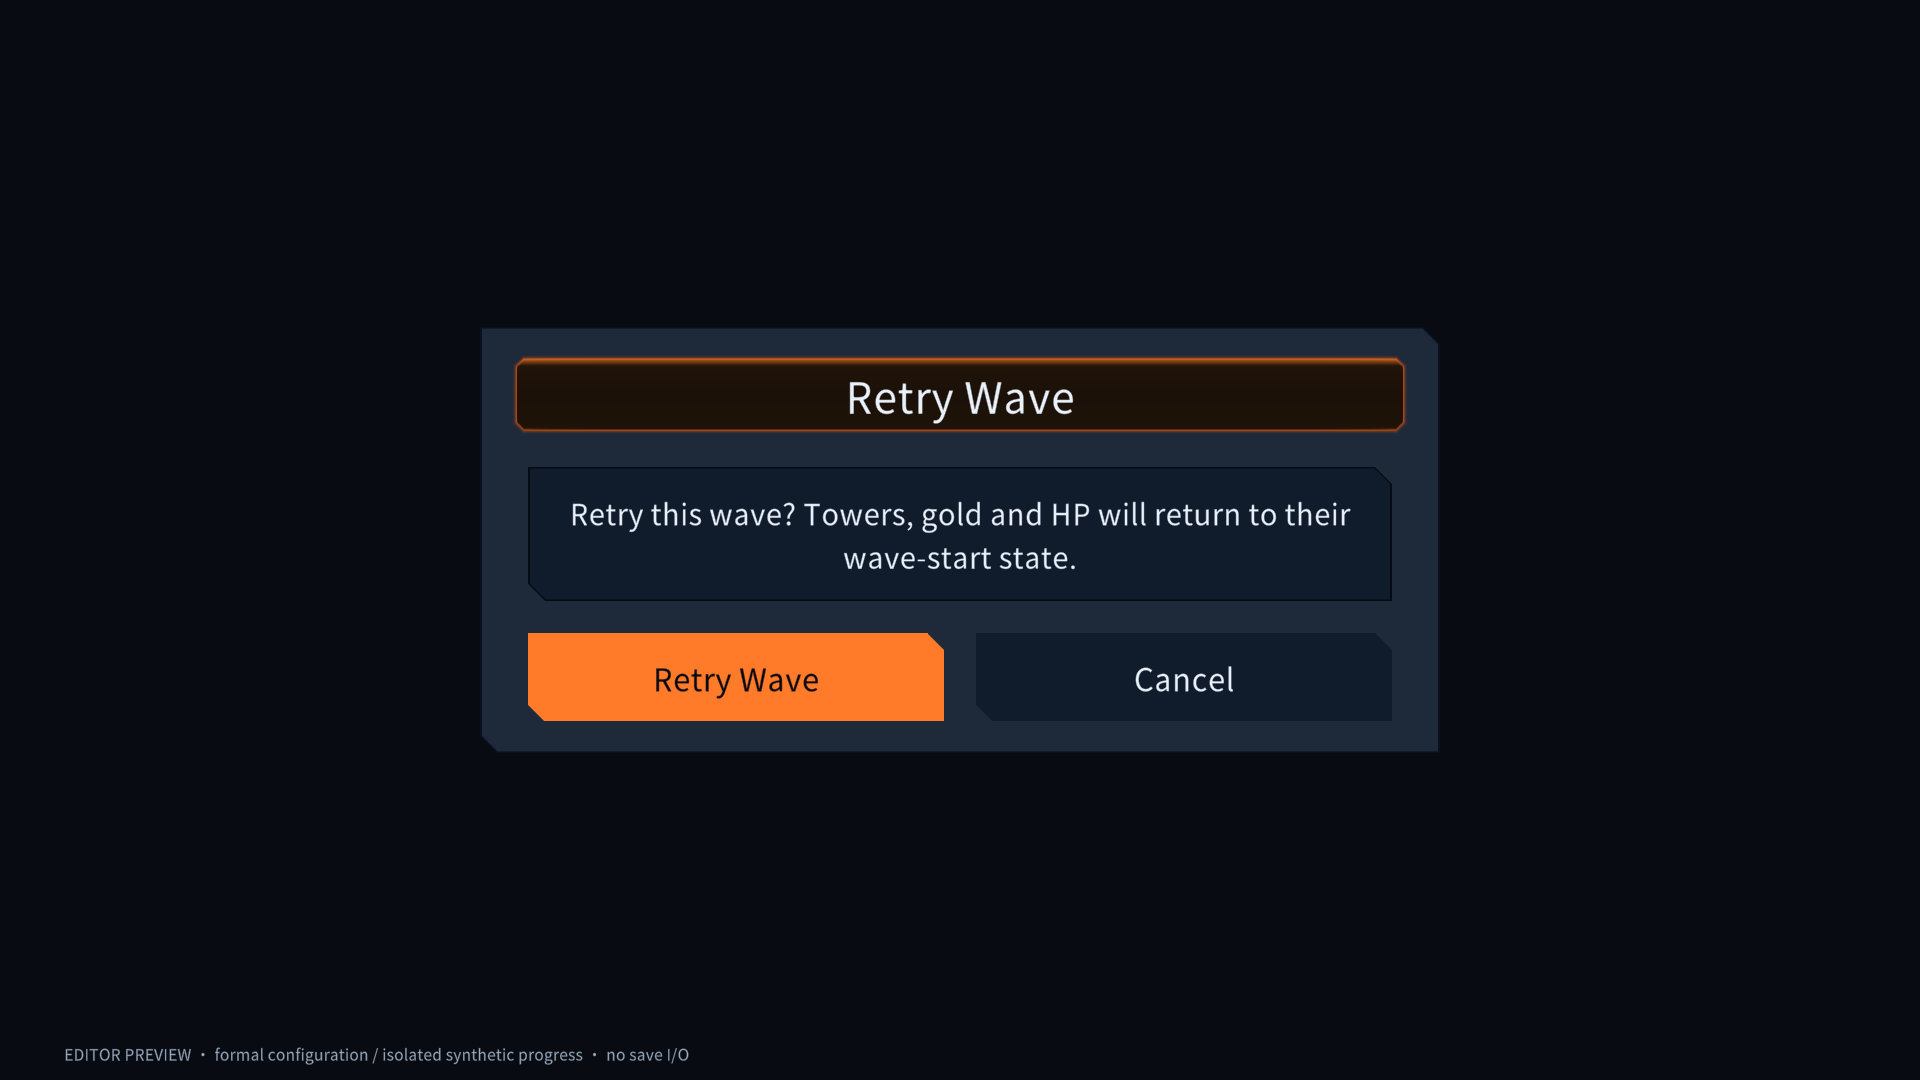 Retry Wave
Retry this wave? Towers, gold and HP will return to their
wave-start state.
Retry Wave
Cancel
EDITOR PREVIEW • formal configuration / isolated synthetic progress • no save I/O